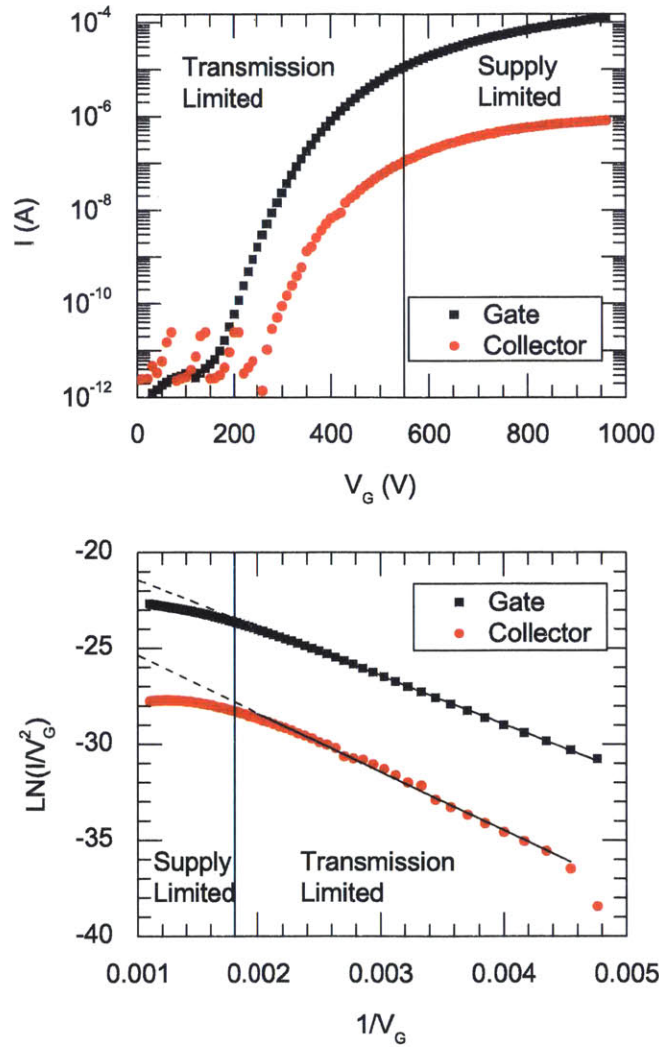 10⁻⁴
Transmission
Limited
Supply
Limited
10⁻⁶
I (A)
10⁻⁸
10⁻¹⁰
Gate
Collector
10⁻¹²
0 200 400 600 800 1000
V_G (V)
-20
Gate
Collector
-25
LN(I/V_G²)
-30
-35
Supply
Limited
Transmission
Limited
-40
0.001 0.002 0.003 0.004 0.005
1/V_G